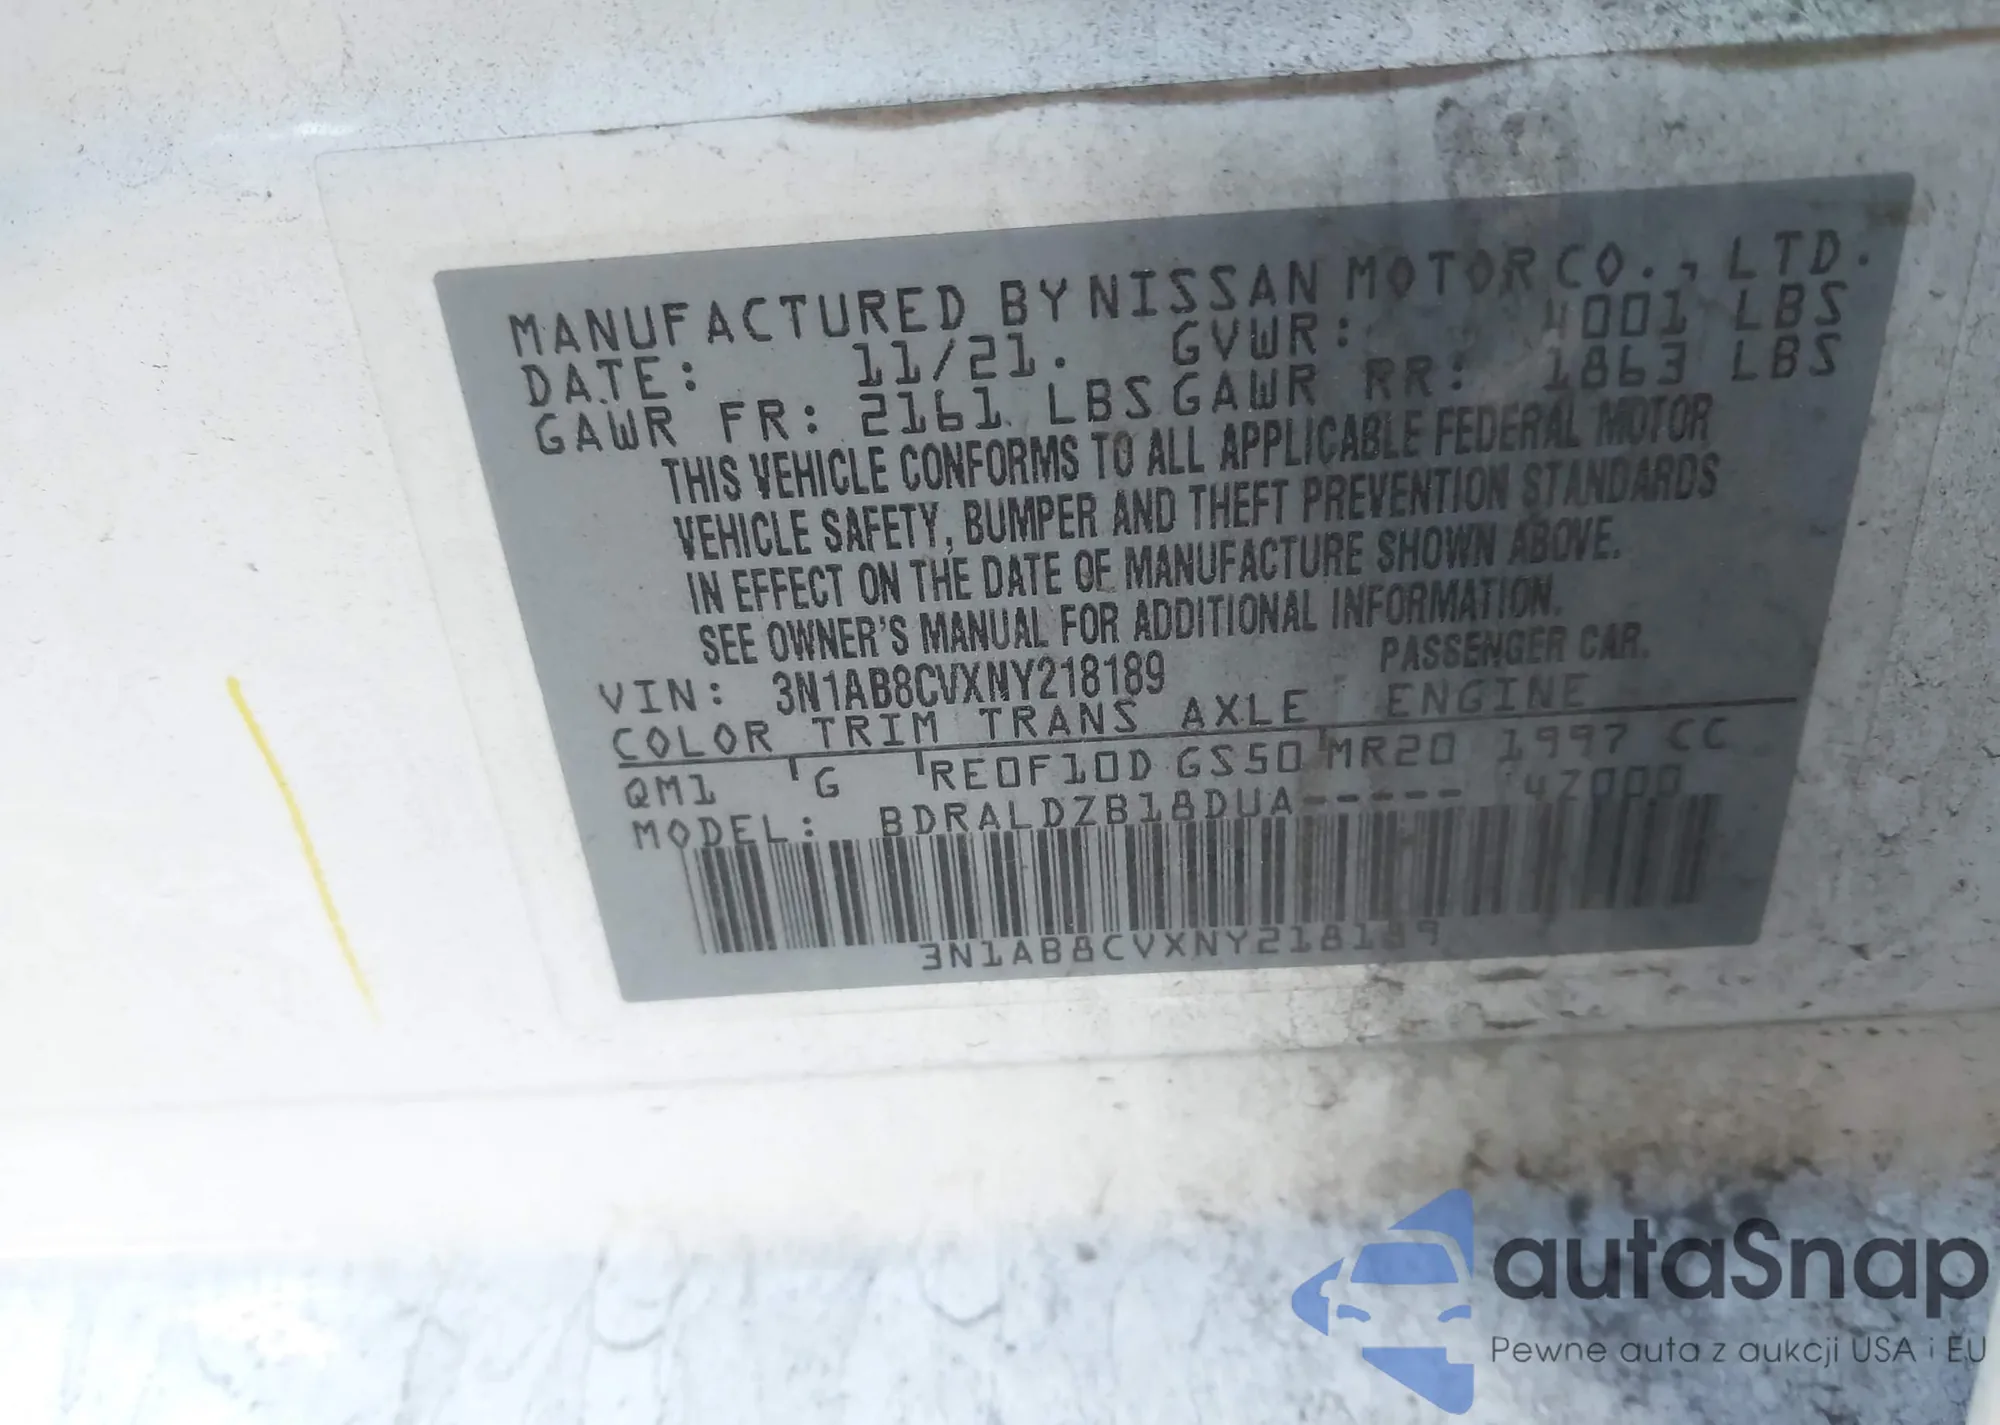 MANUFACTURED BY NISSAN MOTOR CO., LTD.
DATE: 11/21. GVWR: 4001 LBS
GAWR FR: 2161 LBS GAWR RR: 1863 LBS
THIS VEHICLE CONFORMS TO ALL APPLICABLE FEDERAL MOTOR
VEHICLE SAFETY, BUMPER AND THEFT PREVENTION STANDARDS
IN EFFECT ON THE DATE OF MANUFACTURE SHOWN ABOVE.
SEE OWNER'S MANUAL FOR ADDITIONAL INFORMATION.
VIN: 3N1AB8CVXNY218189 PASSENGER CAR.
COLOR TRIM TRANS AXLE ENGINE
QM1 G RE0F10D GS50 MR20 1997 CC
MODEL: BDRALDZB18DUA----- 4Z000
3N1AB8CVXNY218189
autaSnap
Pewne auta z aukcji USA i EU